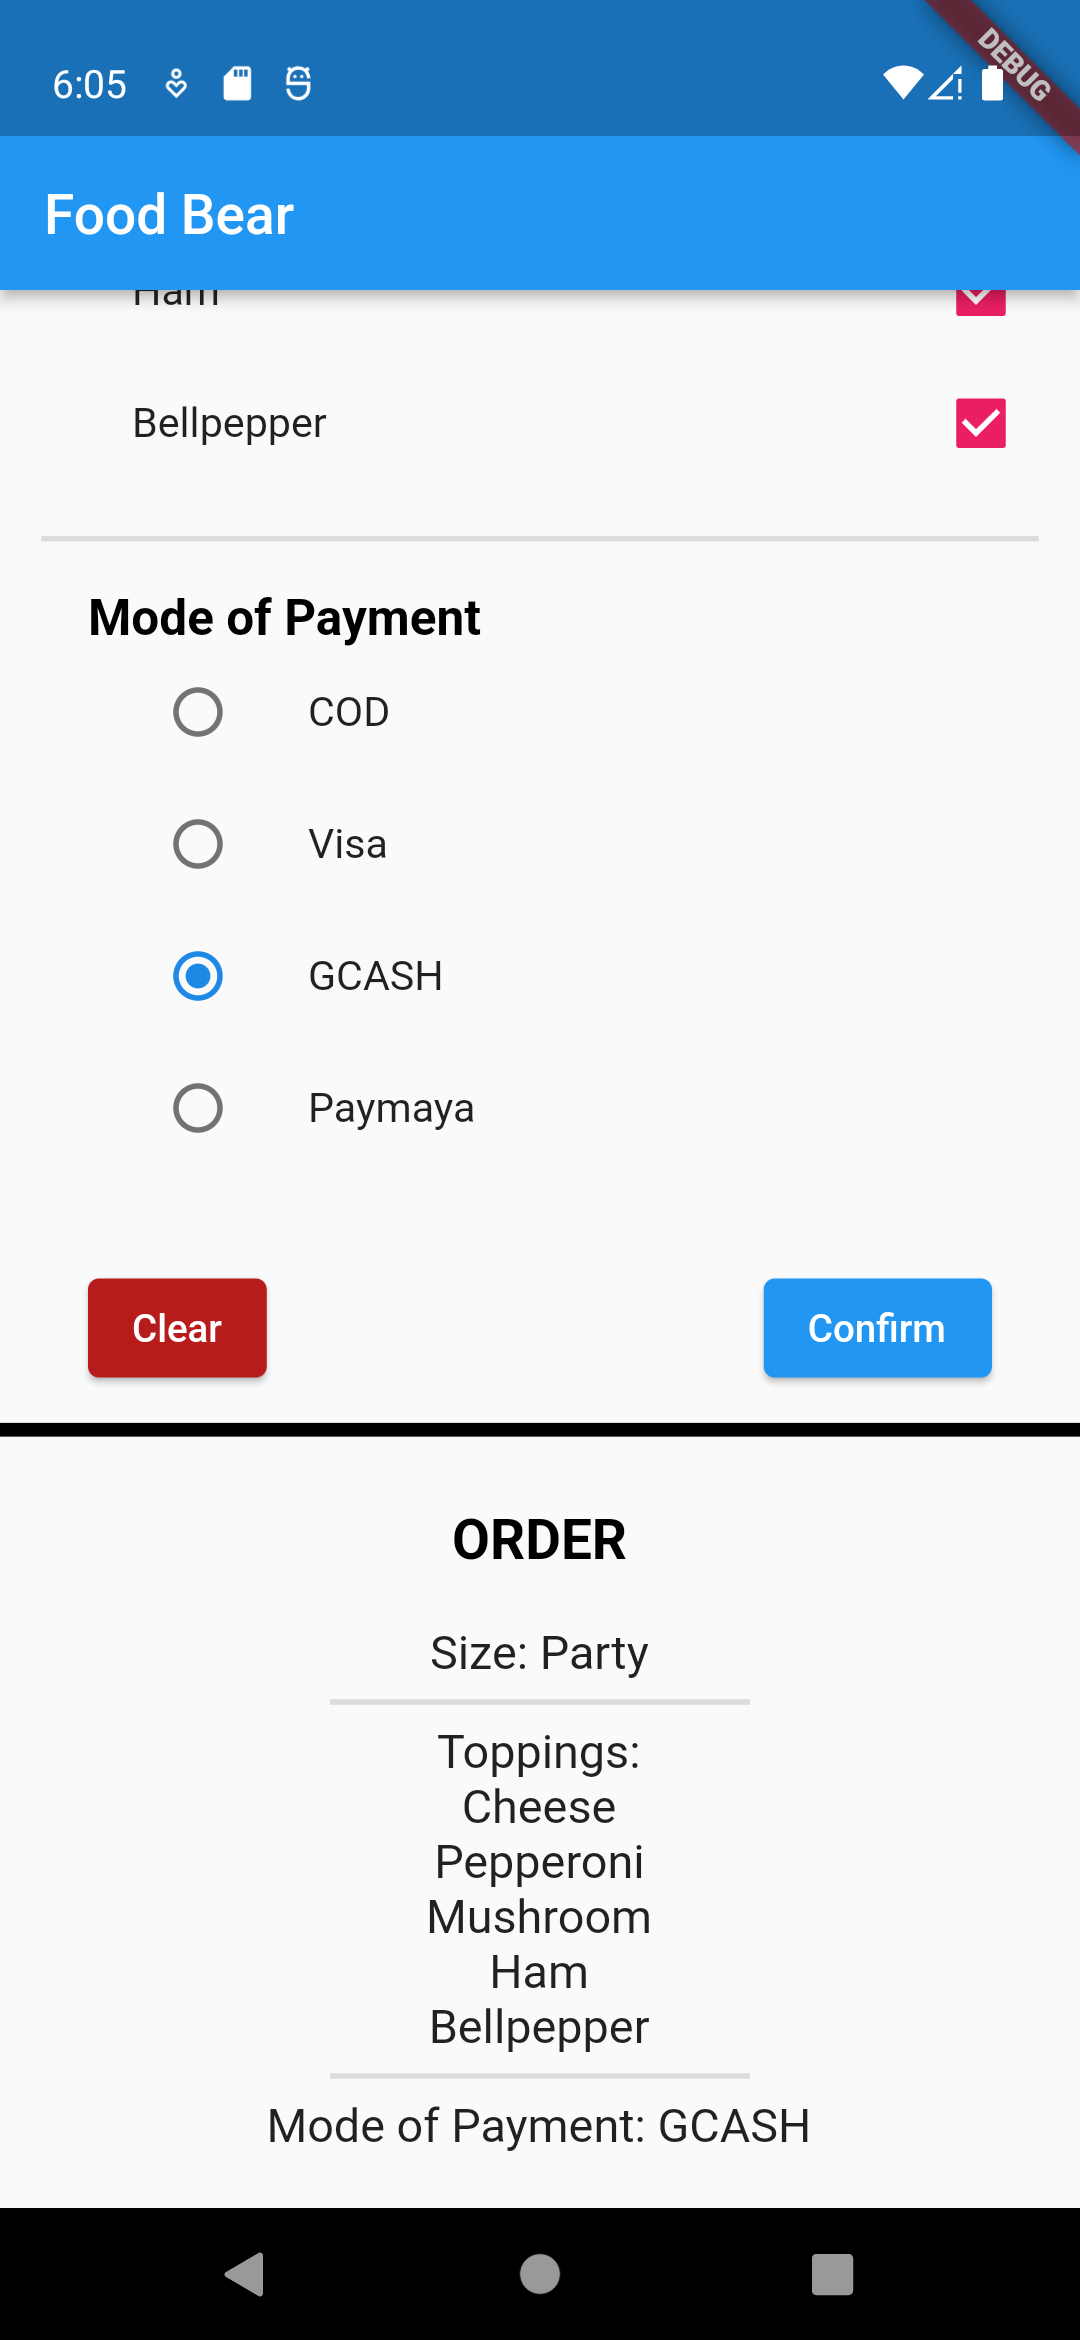 6:05
DEBUG
Food Bear
Ham
Bellpepper
Mode of Payment
COD
Visa
GCASH
Paymaya
Clear
Confirm
ORDER
Size: Party
Toppings:
Cheese
Pepperoni
Mushroom
Ham
Bellpepper
Mode of Payment: GCASH